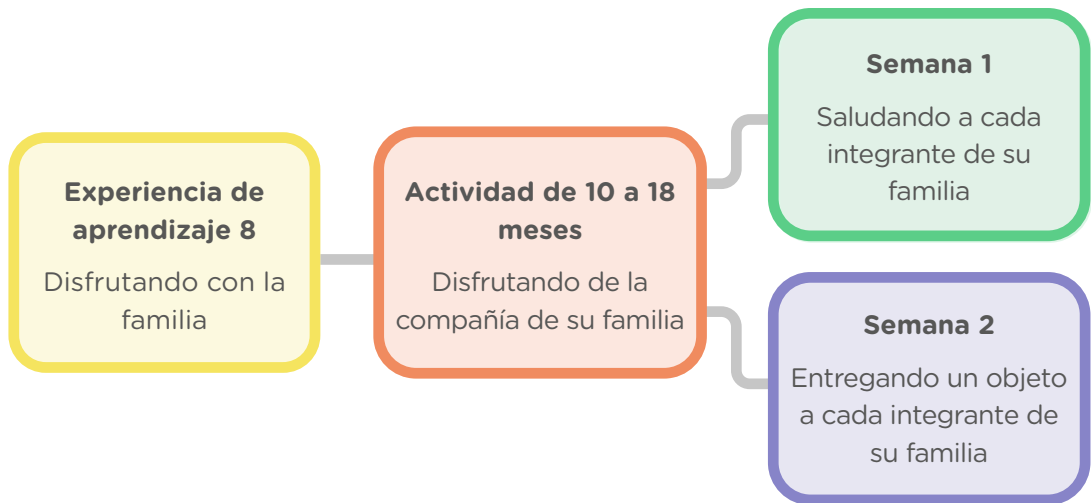 Experiencia de
aprendizaje 8
Disfrutando con la
familia
Actividad de 10 a 18
meses
Disfrutando de la
compañía de su familia
Semana 1
Saludando a cada
integrante de su
familia
Semana 2
Entregando un objeto
a cada integrante de
su familia